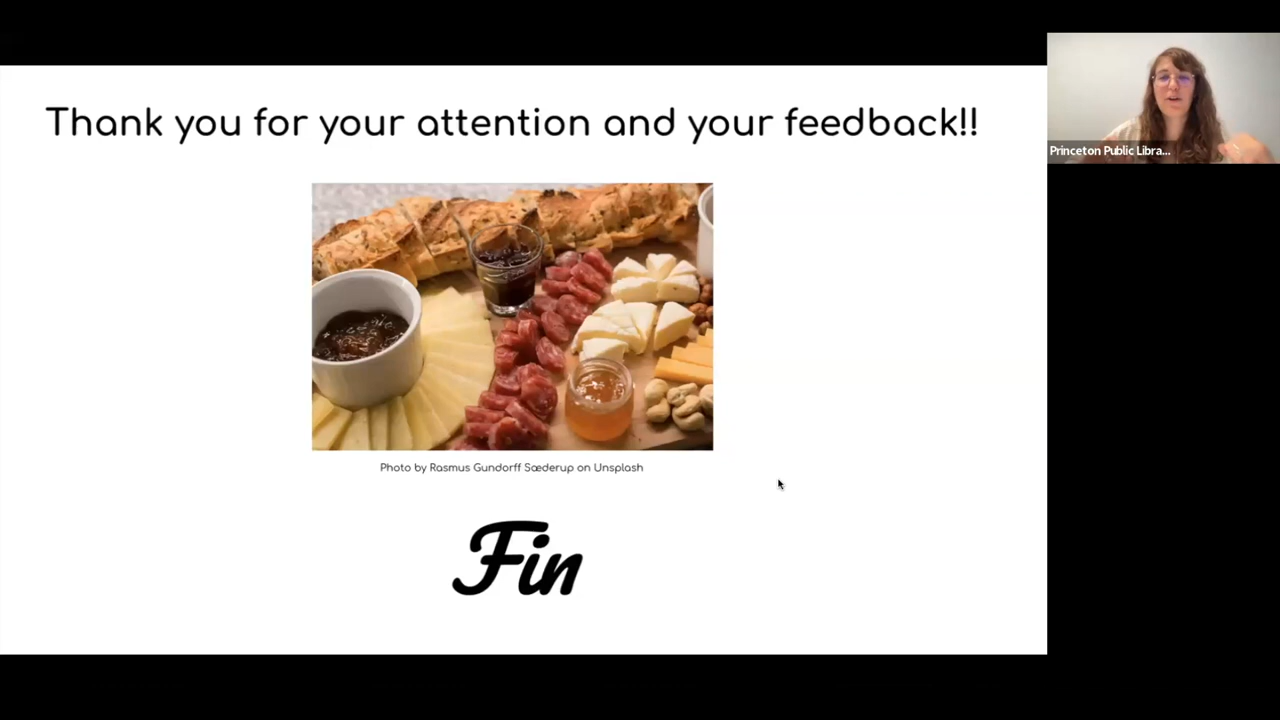 Thank you for your attention and your feedback!!
Princeton Public Libra...
Photo by Rasmus Gundorff Sæderup on Unsplash
Fin